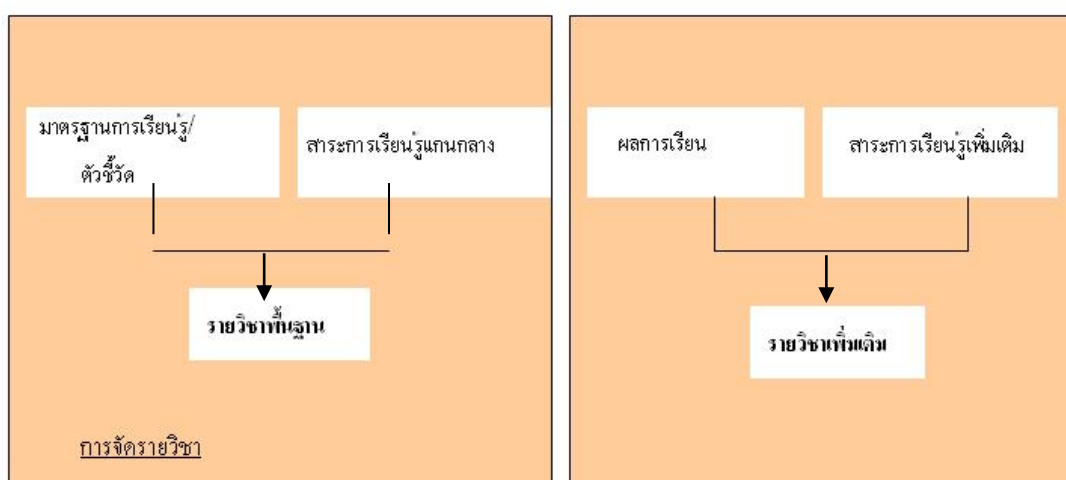 มาตรฐานการเรียนรู้/
ตัวชี้วัด
สาระการเรียนรู้แกนกลาง
รายวิชาพื้นฐาน
การจัดรายวิชา
ผลการเรียน
สาระการเรียนรู้เพิ่มเติม
รายวิชาเพิ่มเติม